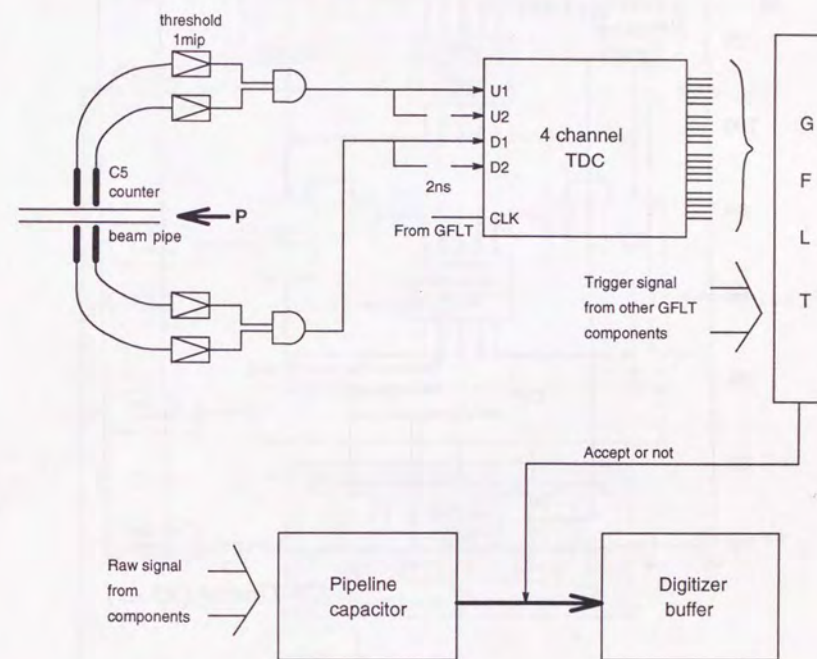 threshold
1mip
C5
counter
P
beam pipe
U1
U2
D1
D2
CLK
4 channel
TDC
2ns
From GFLT
G
F
L
T
Trigger signal
from other GFLT
components
Accept or not
Raw signal
from
components
Pipeline
capacitor
Digitizer
buffer